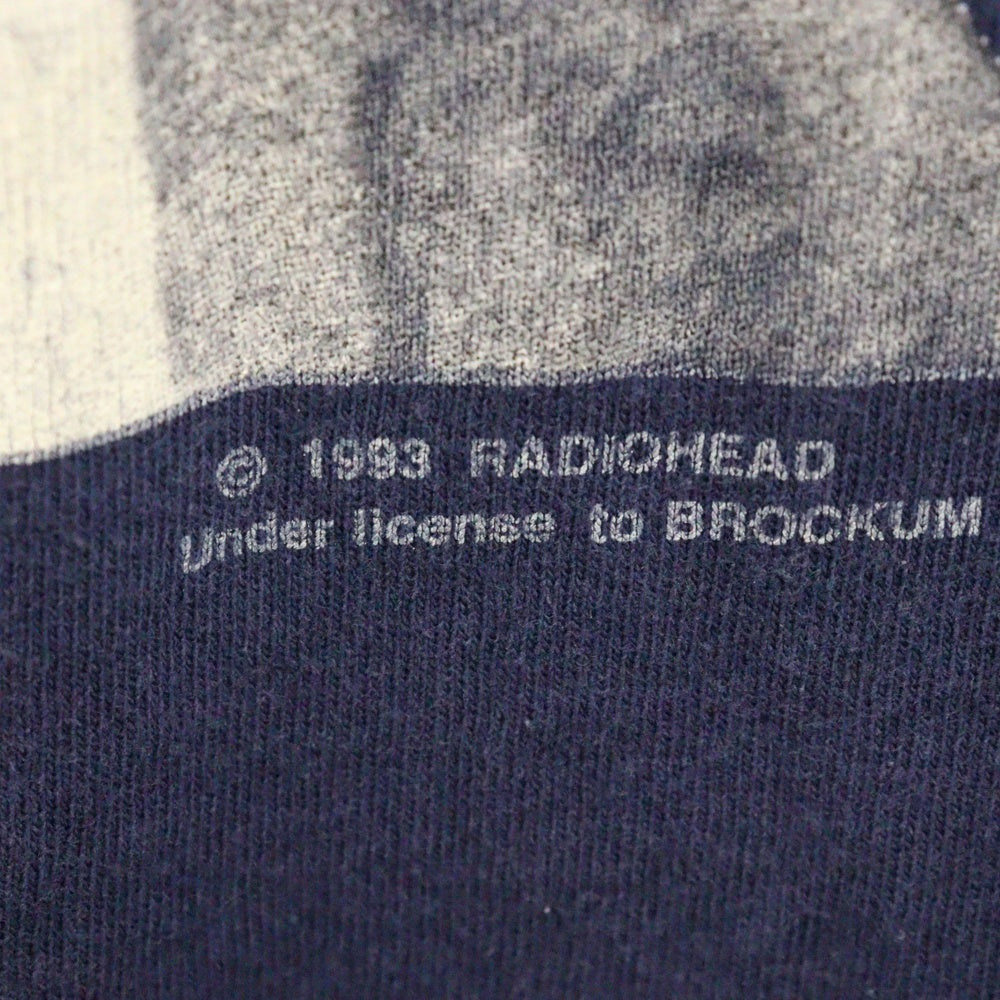 © 1993 RADIOHEAD
under license to BROCKUM